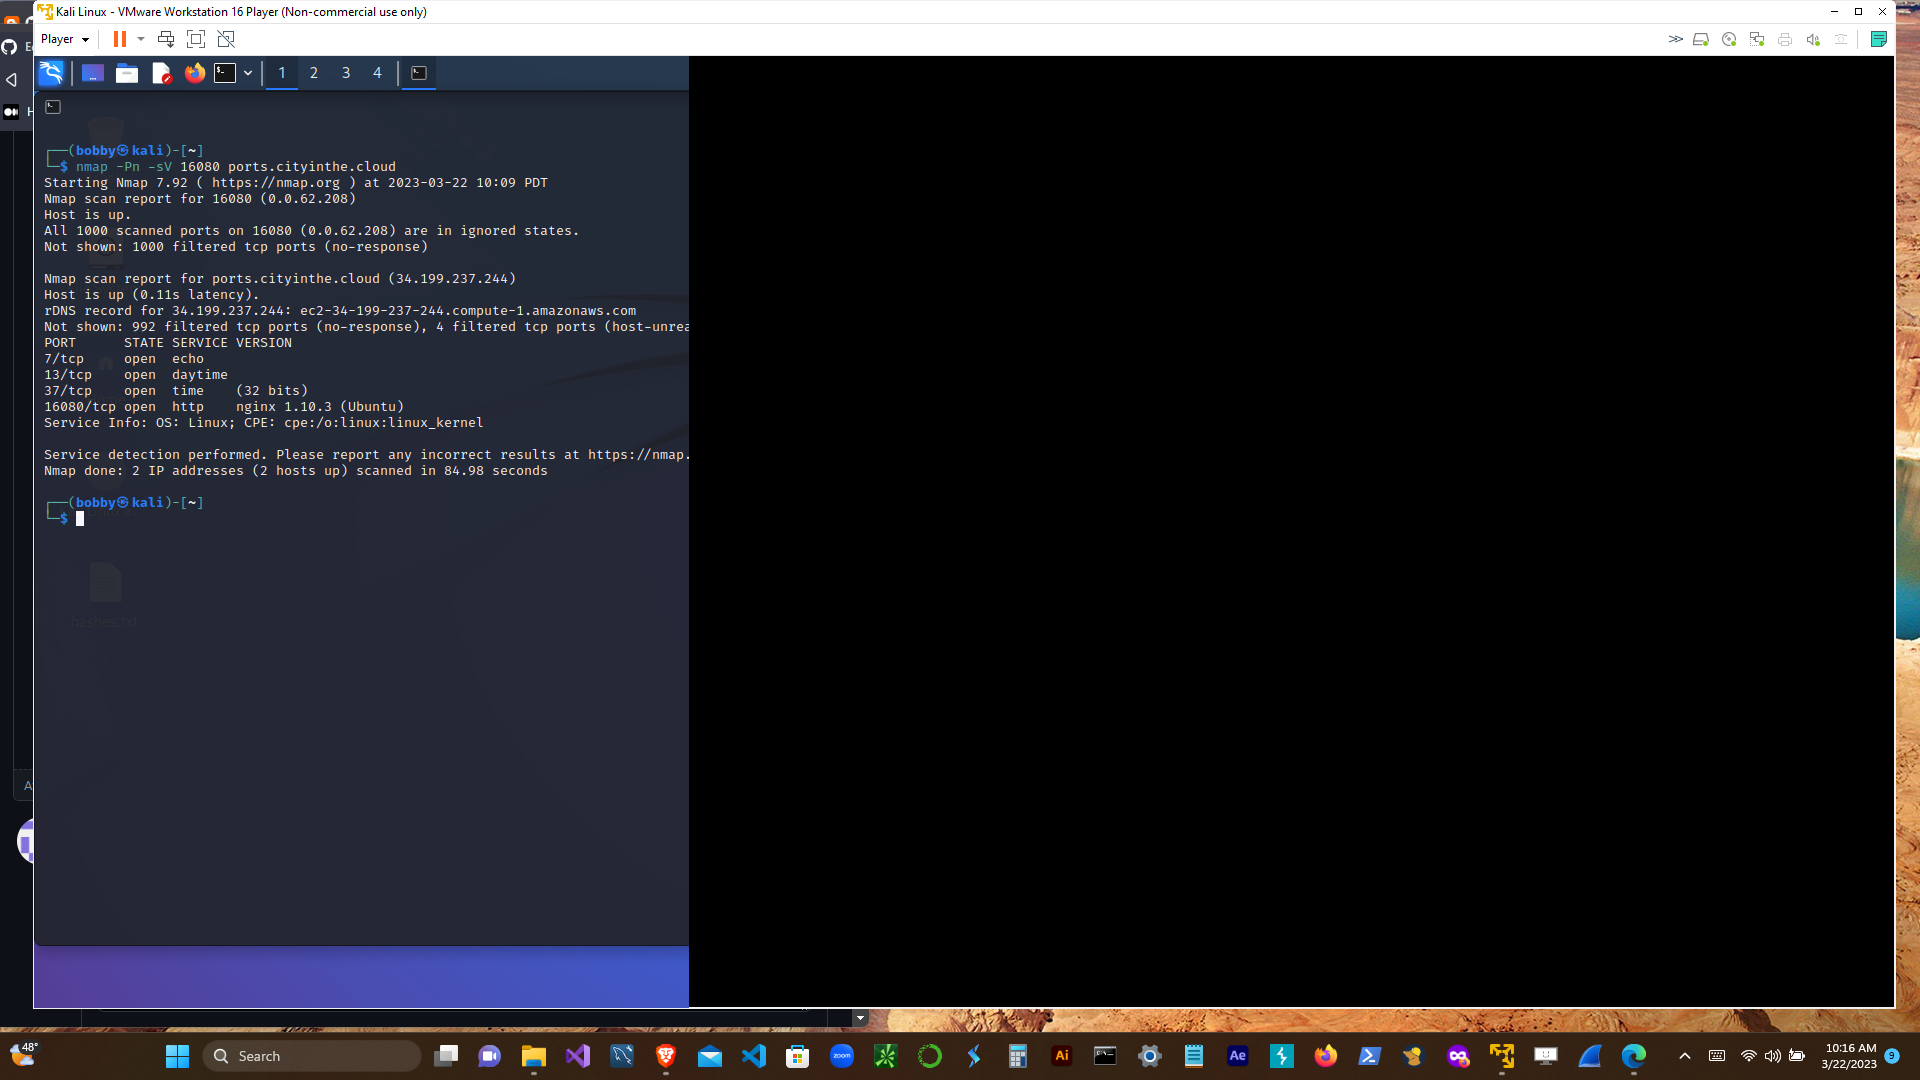 Kali Linux - VMware Workstation 16 Player (Non-commercial use only)
Player
1 2 3 4
┌──(bobby㉿kali)-[~]
└─$ nmap -Pn -sV 16080 ports.cityinthe.cloud
Starting Nmap 7.92 ( https://nmap.org ) at 2023-03-22 10:09 PDT
Nmap scan report for 16080 (0.0.62.208)
Host is up.
All 1000 scanned ports on 16080 (0.0.62.208) are in ignored states.
Not shown: 1000 filtered tcp ports (no-response)
Nmap scan report for ports.cityinthe.cloud (34.199.237.244)
Host is up (0.11s latency).
rDNS record for 34.199.237.244: ec2-34-199-237-244.compute-1.amazonaws.com
Not shown: 992 filtered tcp ports (no-response), 4 filtered tcp ports (host-unrea
PORT      STATE SERVICE VERSION
7/tcp     open  echo
13/tcp    open  daytime
37/tcp    open  time    (32 bits)
16080/tcp open  http    nginx 1.10.3 (Ubuntu)
Service Info: OS: Linux; CPE: cpe:/o:linux:linux_kernel
Service detection performed. Please report any incorrect results at https://nmap.
Nmap done: 2 IP addresses (2 hosts up) scanned in 84.98 seconds
┌──(bobby㉿kali)-[~]
└─$
hashes.txt
48°
Search
zoom
Ai
Ae
10:16 AM
3/22/2023
9